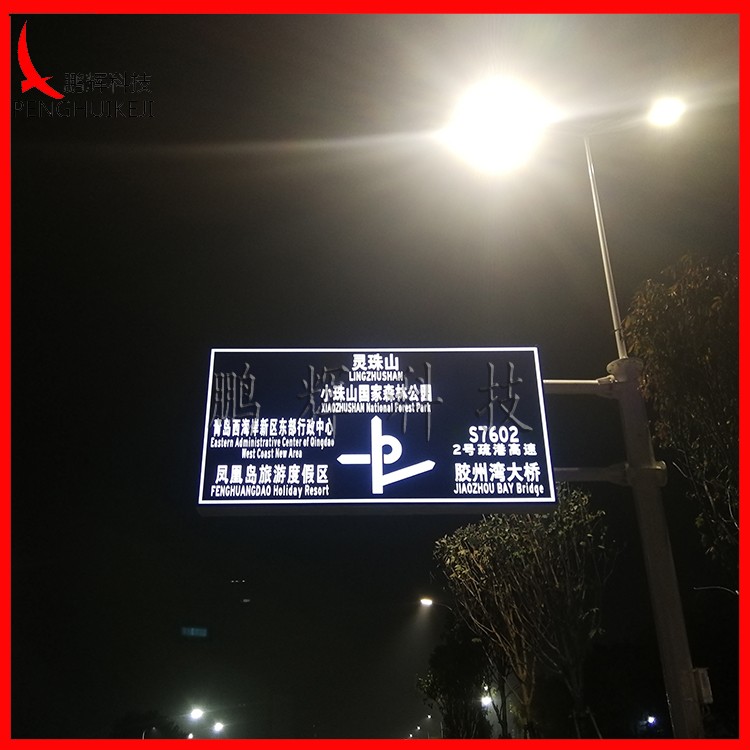 鹏辉科技
PENGHUIKEJI
灵珠山
LINGZHUSHAN
小珠山国家森林公园
XIAOZHUSHAN National Forest Park
鹏辉科技
青岛西海岸新区东部行政中心
Eastern Administrative Center of Qingdao
West Coast New Area
凤凰岛旅游度假区
FENGHUANGDAO Holiday Resort
S7602
2号疏港高速
胶州湾大桥
JIAOZHOU BAY Bridge